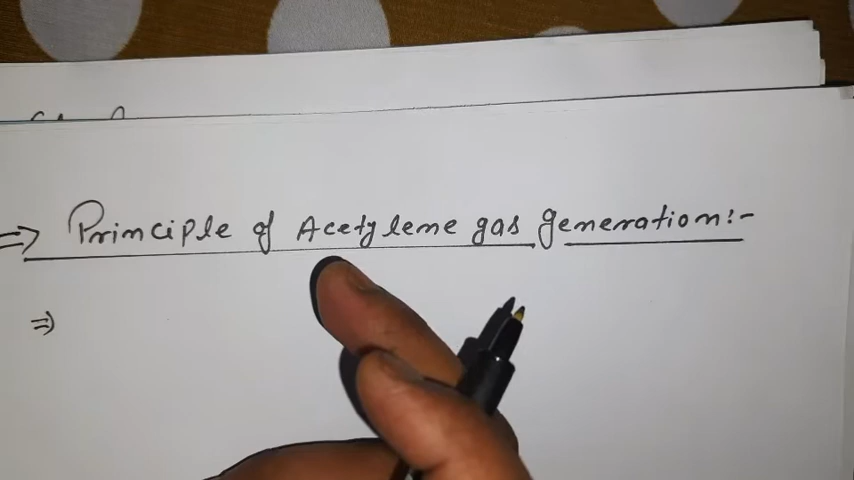 ⇒ Principle of Acetylene gas generation:-
⇒